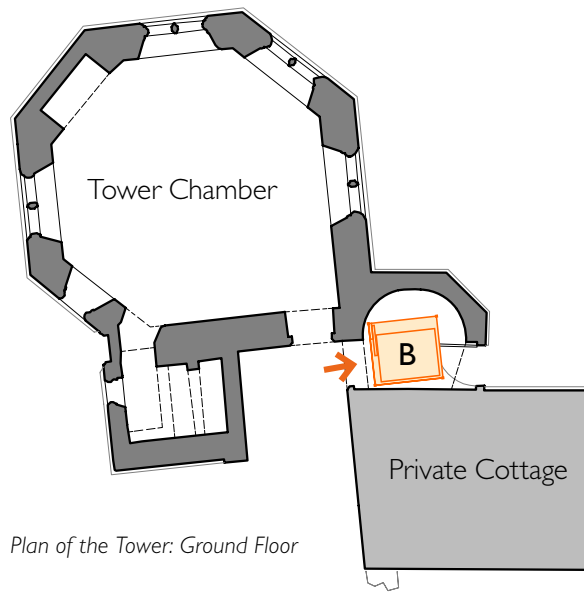 Tower Chamber
B
Private Cottage
Plan of the Tower: Ground Floor